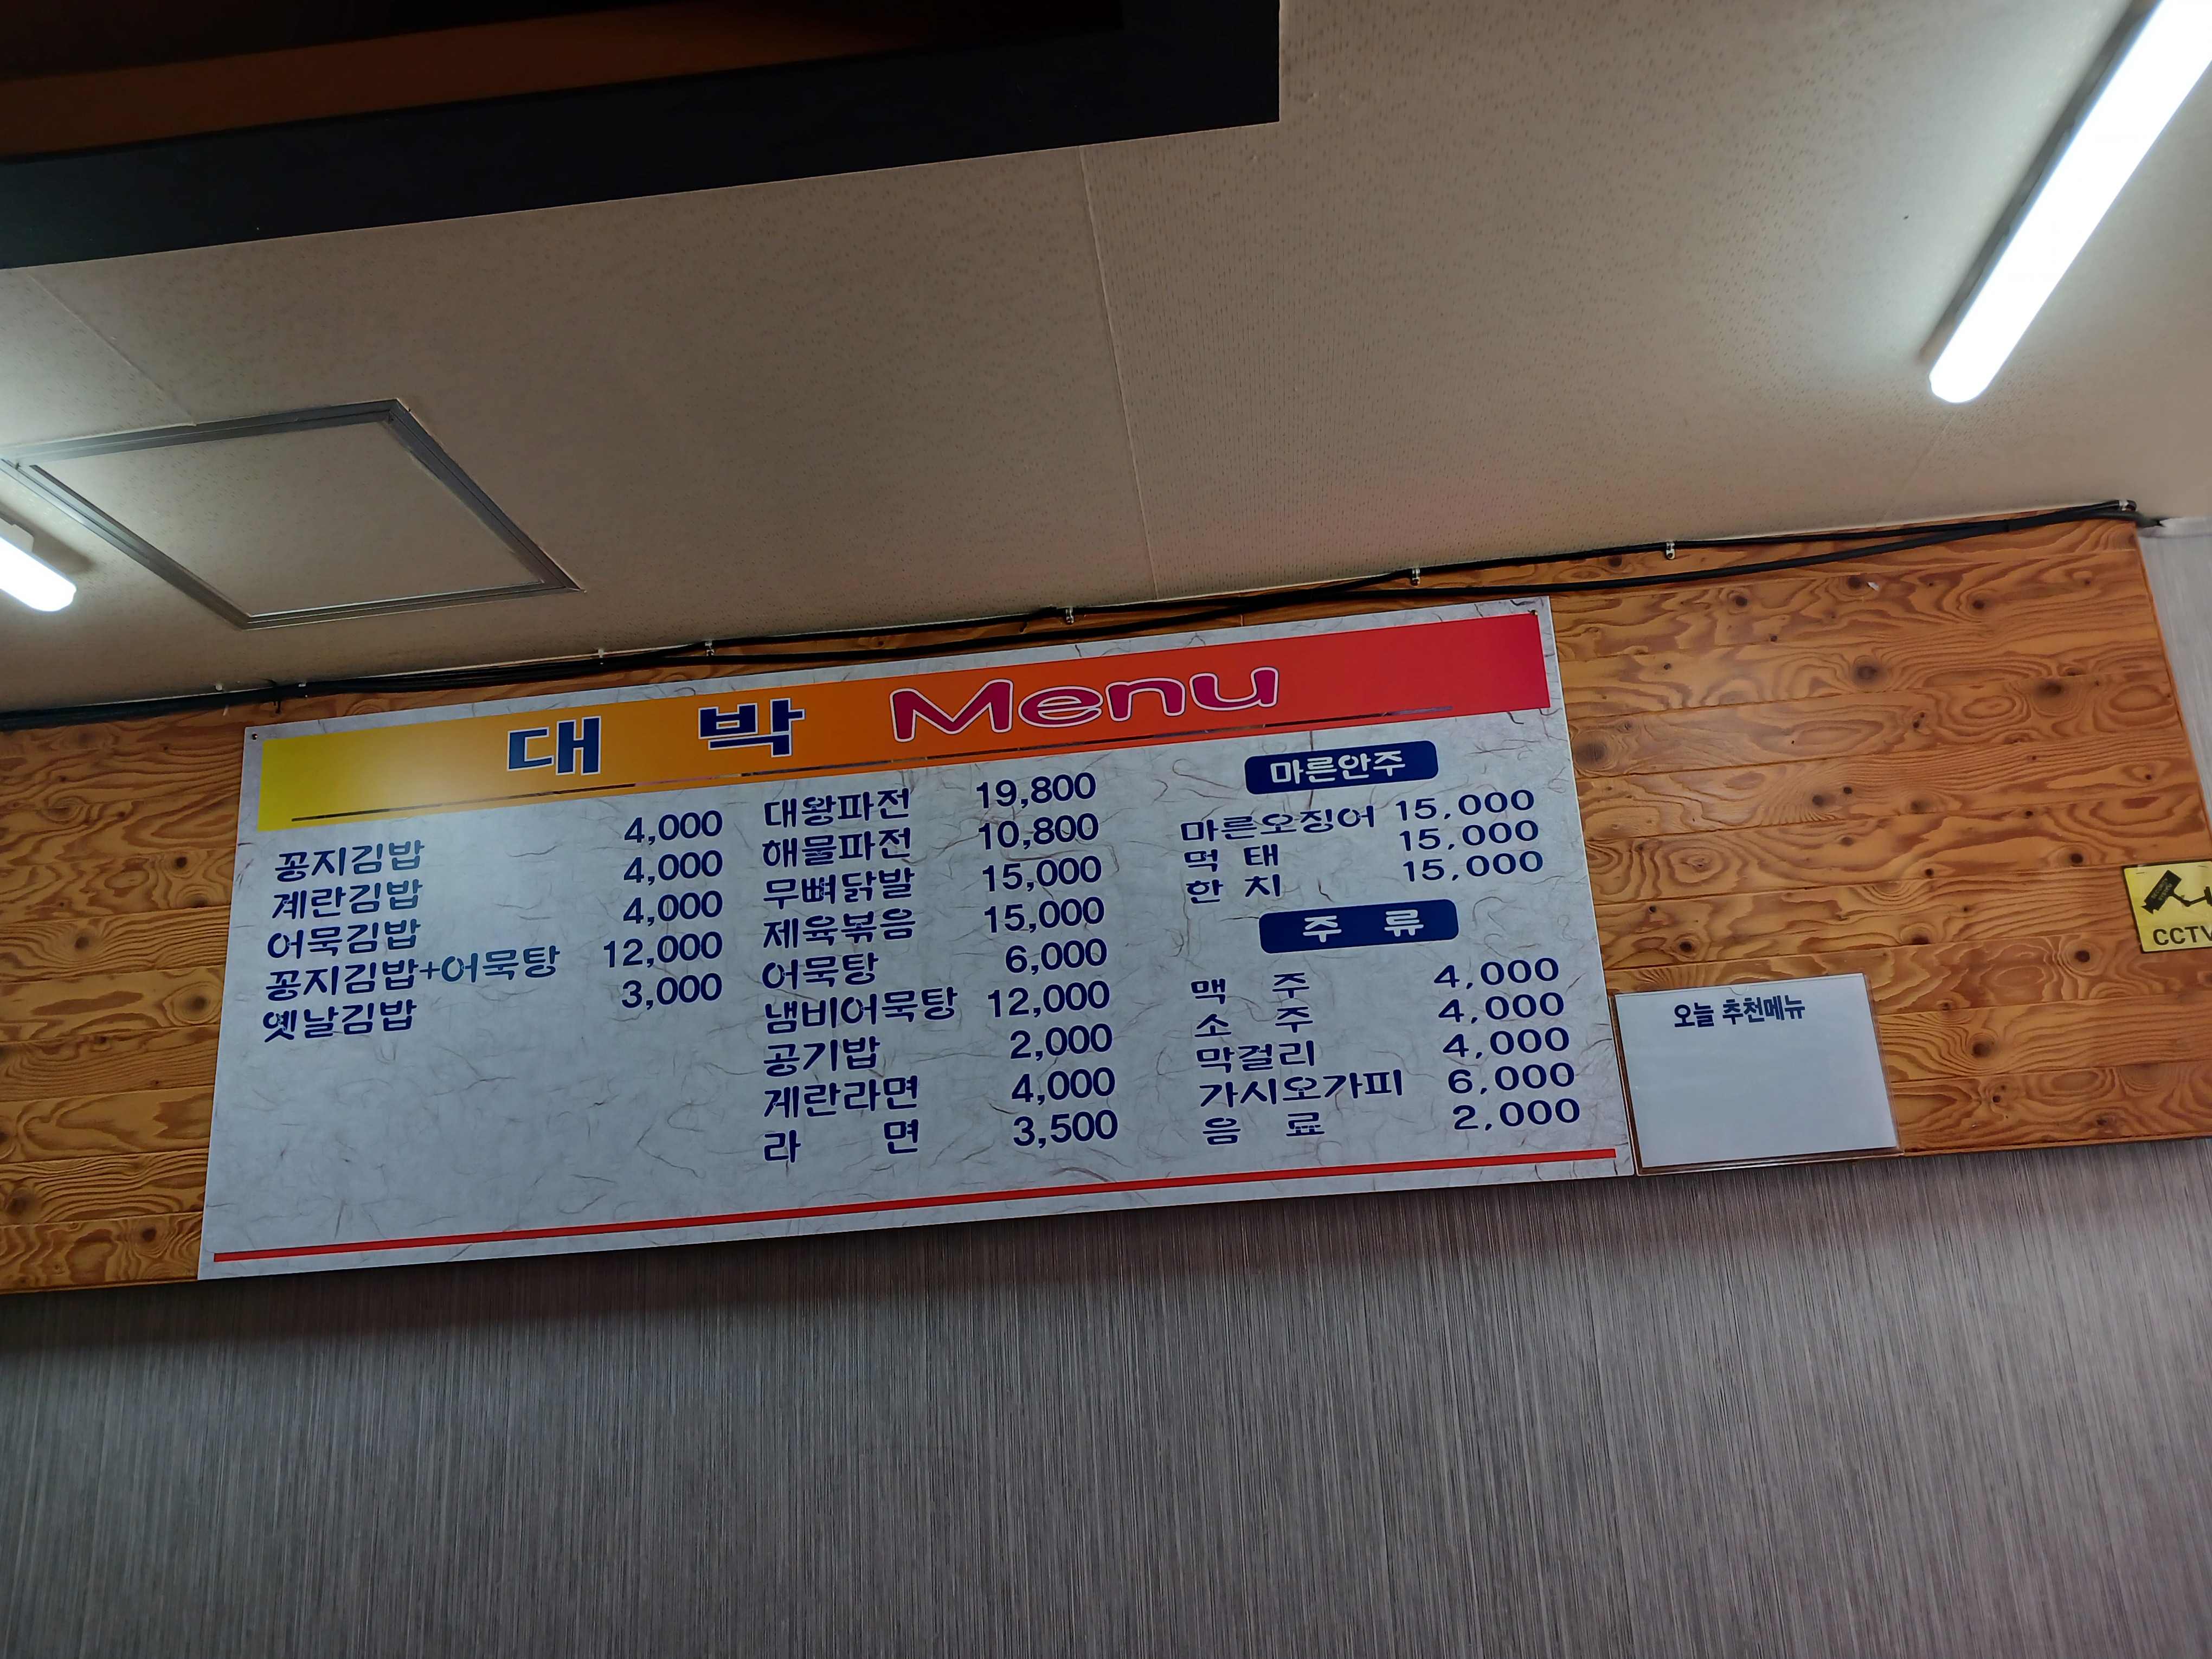 대 박 Menu
꽁지김밥 4,000
계란김밥 4,000
어묵김밥 4,000
꽁지김밥+어묵탕 12,000
옛날김밥 3,000
대왕파전 19,800
해물파전 10,800
무뼈닭발 15,000
제육볶음 15,000
어묵탕 6,000
냄비어묵탕 12,000
공기밥 2,000
계란라면 4,000
라 면 3,500
마른안주
마른오징어 15,000
먹 태 15,000
한 치 15,000
주 류
맥 주 4,000
소 주 4,000
막걸리 4,000
가시오가피 6,000
음 료 2,000
오늘 추천메뉴
CCTV